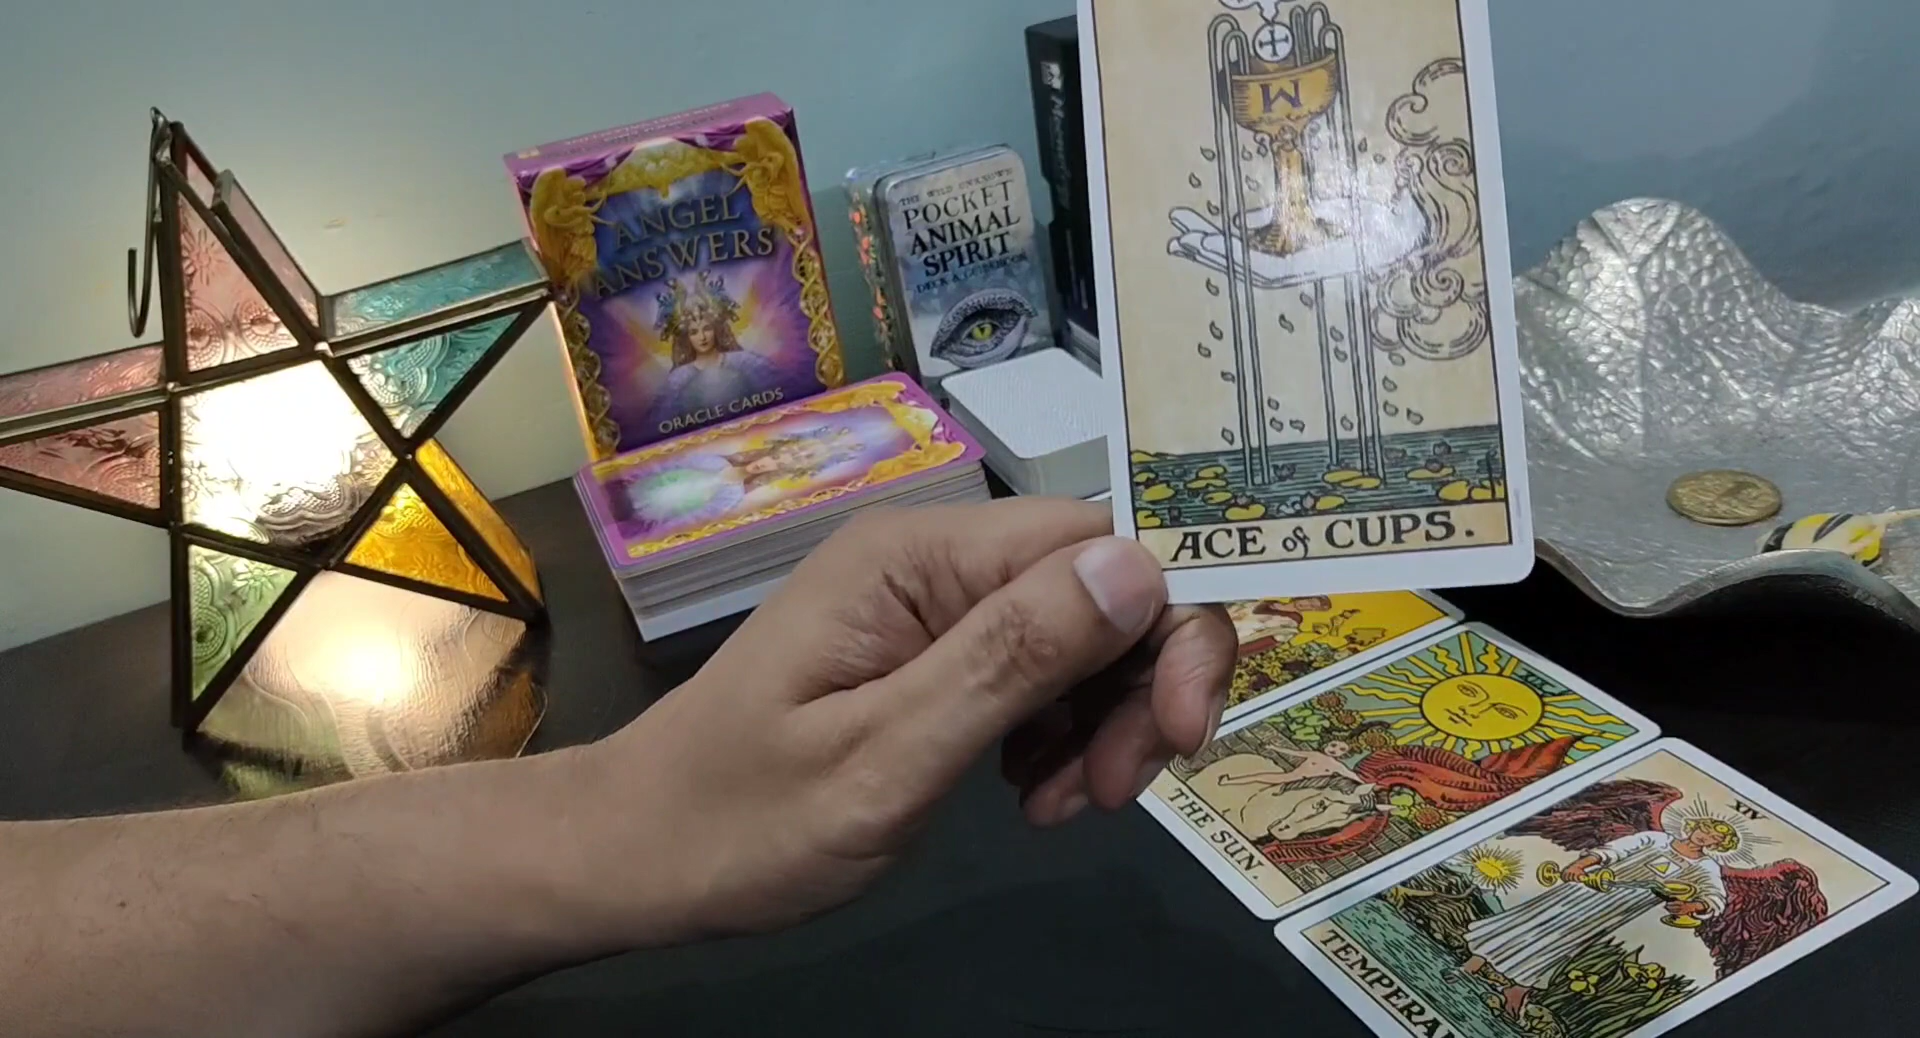 ANGEL
ANSWERS
ORACLE CARDS
THE WILD UNKNOWN
POCKET
ANIMAL
SPIRIT
DECK & GUIDEBOOK
ACE of CUPS.
THE SUN.
XIV
TEMPERA